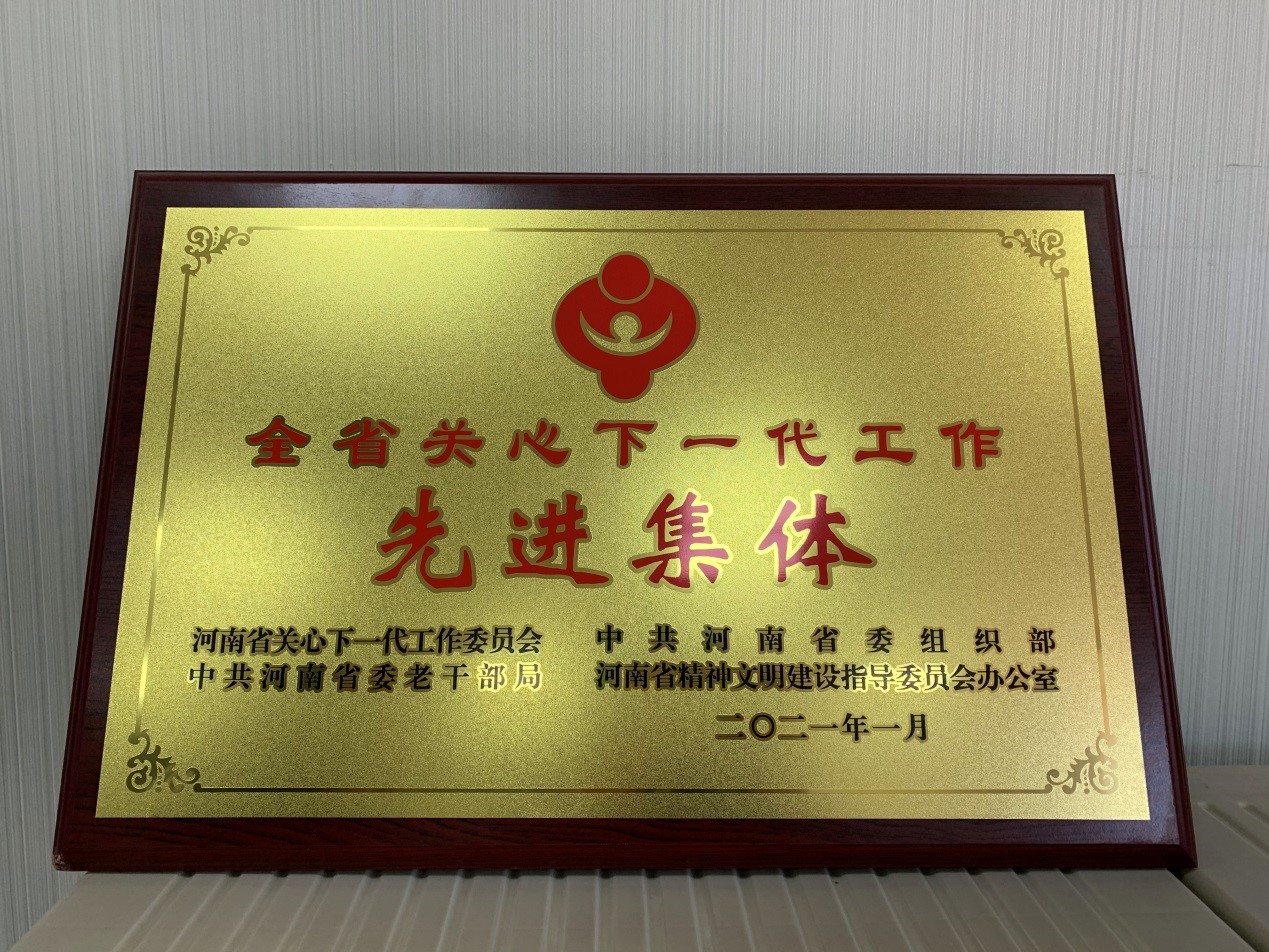 全省关心下一代工作
先进集体
河南省关心下一代工作委员会 中共河南省委组织部
中共河南省委老干部局 河南省精神文明建设指导委员会办公室
二〇二一年一月